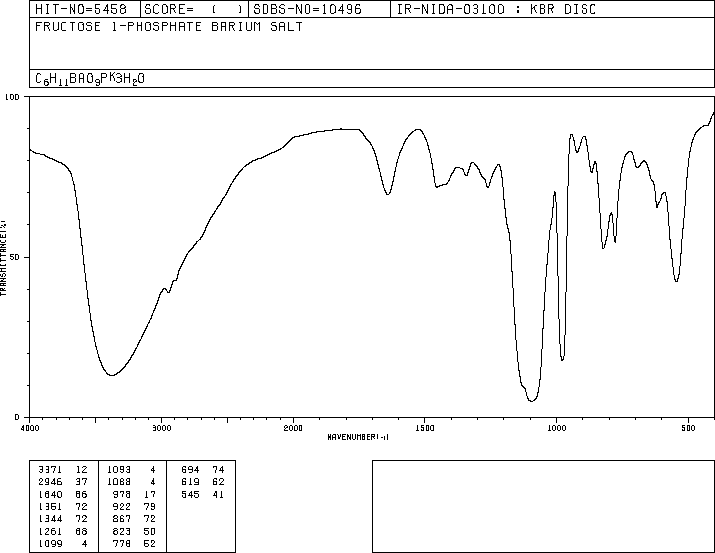 HIT-NO=5458 SCORE= ( ) SDBS-NO=10496 IR-NIDA-03100 : KBR DISC
FRUCTOSE 1-PHOSPHATE BARIUM SALT
C6H11BAO9PK3H2O
100
50
0
TRANSMITTANCE(%)
4000 3000 2000 1500 1000 500
WAVENUMBER(-1)
3371 12 1093 4 694 74
2946 37 1068 4 619 62
1640 66 978 17 545 41
1351 72 922 79
1344 72 867 72
1261 68 823 50
1099 4 778 52